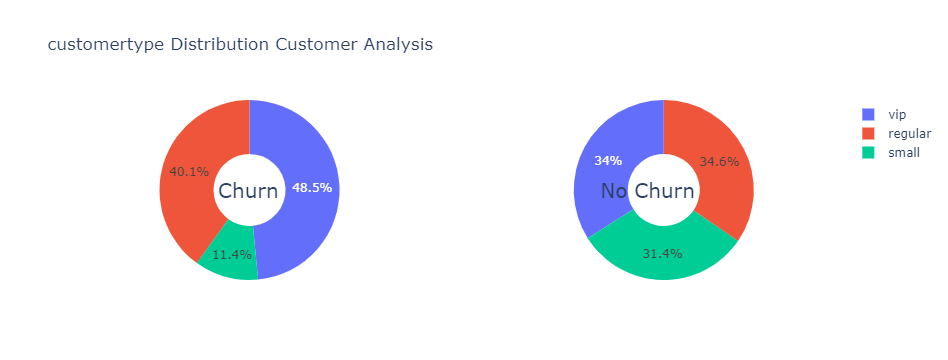 customertype Distribution Customer Analysis
48.5%
40.1%
11.4%
Churn
34.6%
34%
31.4%
No Churn
vip
regular
small